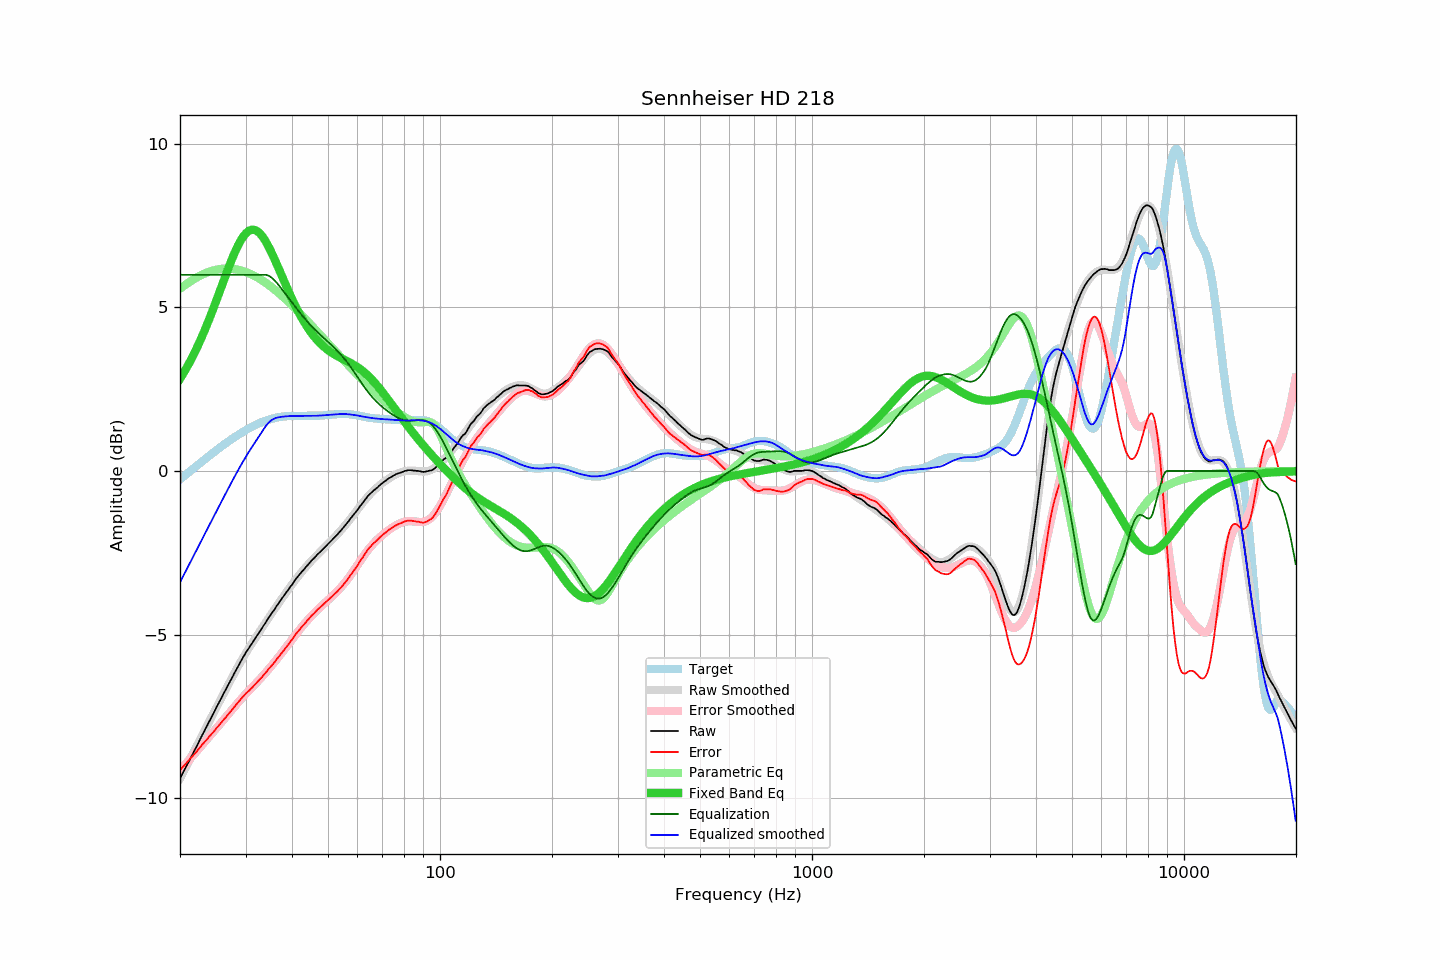 Sennheiser HD 218
Amplitude (dBr)
10
5
0
−5
−10
Target
Raw Smoothed
Error Smoothed
Raw
Error
Parametric Eq
Fixed Band Eq
Equalization
Equalized smoothed
100
1000
10000
Frequency (Hz)